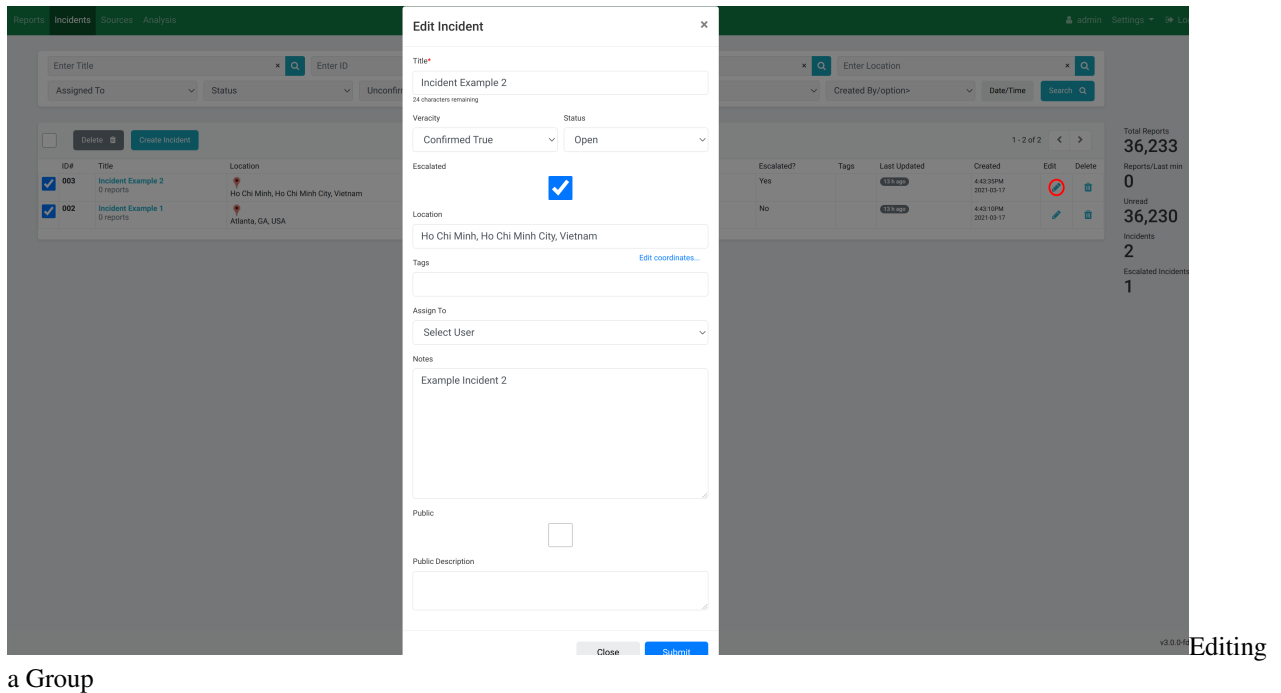 Reports Incidents Sources Analysis
admin Settings
Edit Incident ×
Enter Title ×
Enter ID
×
Enter Location ×
Assigned To
Status
Created By/option>
Date/Time
Search
Title*
Incident Example 2
24 characters remaining
Veracity Status
Confirmed True Open
Escalated
Location
Ho Chi Minh, Ho Chi Minh City, Vietnam
Edit coordinates...
Tags
Assign To
Select User
Notes
Example Incident 2
Public
Public Description
Close Submit
Delete Create Incident
1 - 2 of 2 < >
ID# Title Location Escalated? Tags Last Updated Created Edit Delete
003 Incident Example 2 Yes 13 h ago 4:43:35PM
0 reports Ho Chi Minh, Ho Chi Minh City, Vietnam 2021-03-17
002 Incident Example 1 No 13 h ago 4:43:10PM
0 reports Atlanta, GA, USA 2021-03-17
Total Reports
36,233
Reports/Last min
0
Unread
36,230
Incidents
2
Escalated Incidents
1
Editing
a Group